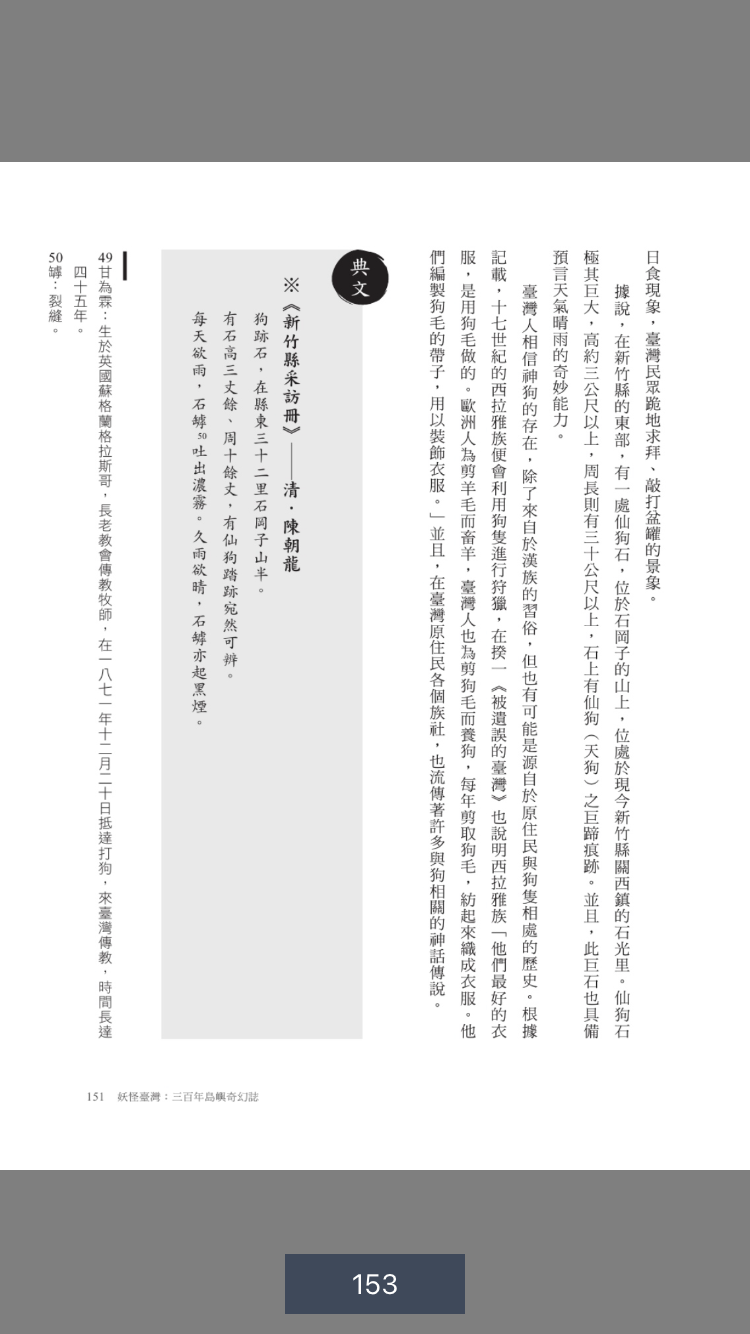 日食現象，臺灣民眾跪地求拜、敲打盆罐的景象。
據說，在新竹縣的東部，有一處仙狗石，位於石岡子的山上，位處於現今新竹縣關西鎮的石光里。仙狗石
極其巨大，高約三公尺以上，周長則有三十公尺以上，石上有仙狗（天狗）之巨蹄痕跡。並且，此巨石也具備
預言天氣晴雨的奇妙能力。
臺灣人相信神狗的存在，除了來自於漢族的習俗，但也有可能是源自於原住民與狗隻相處的歷史。根據
記載，十七世紀的西拉雅族便會利用狗隻進行狩獵，在揆一《被遺誤的臺灣》也說明西拉雅族「他們最好的衣
服，是用狗毛做的。歐洲人為剪羊毛而畜羊，臺灣人也為剪狗毛而養狗，每年剪取狗毛，紡起來織成衣服。他
們編製狗毛的帶子，用以裝飾衣服。」並且，在臺灣原住民各個族社，也流傳著許多與狗相關的神話傳說。
典文
※《新竹縣采訪冊》——清．陳朝龍
狗跡石，在縣東三十二里石岡子山半。
有石高三丈餘、周十餘丈，有仙狗踏跡宛然可辨。
每天欲雨，石罅50吐出濃霧。久雨欲晴，石罅亦起黑煙。
49 甘為霖：生於英國蘇格蘭格拉斯哥，長老教會傳教牧師，在一八七一年十二月二十日抵達打狗，來臺灣傳教，時間長達
四十五年。
50 罅：裂縫。
151 妖怪臺灣：三百年島嶼奇幻誌
153